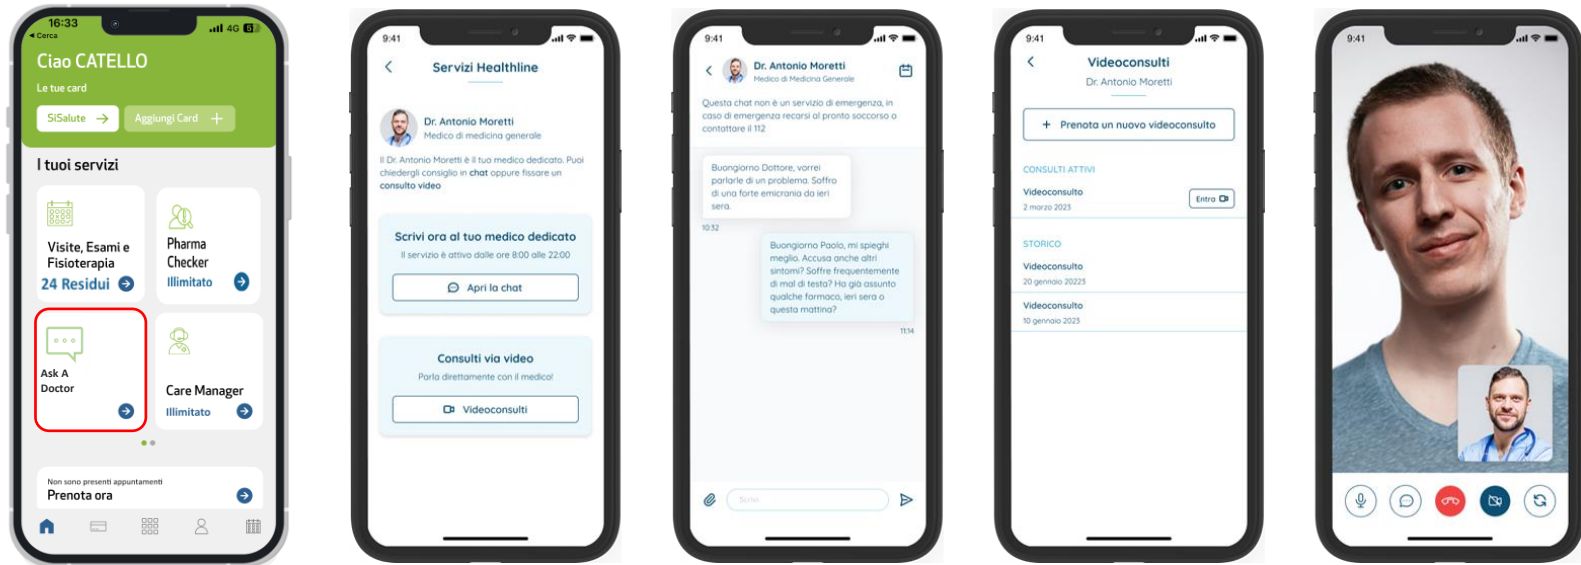 16:33
4G 61
◂ Cerca
Ciao CATELLO
Le tue card
SiSalute →
Aggiungi Card +
I tuoi servizi
Visite, Esami e
Fisioterapia
24 Residui
Pharma
Checker
Illimitato
Ask A
Doctor
Care Manager
Illimitato
Non sono presenti appuntamenti
Prenota ora
9:41
Servizi Healthline
Dr. Antonio Moretti
Medico di medicina generale
Il Dr. Antonio Moretti è il tuo medico dedicato. Puoi
chiedergli consiglio in chat oppure fissare un
consulto video
Scrivi ora al tuo medico dedicato
Il servizio è attivo dalle ore 8:00 alle 22:00
Apri la chat
Consulti via video
Parla direttamente con il medico!
Videoconsulti
9:41
Dr. Antonio Moretti
Medico di Medicina Generale
Questa chat non è un servizio di emergenza, in
caso di emergenza recarsi al pronto soccorso o
contattare il 112
Buongiorno Dottore, vorrei
parlarle di un problema. Soffro
di una forte emicrania da ieri
sera.
10:32
Buongiorno Paolo, mi spieghi
meglio. Accusa anche altri
sintomi? Soffre frequentemente
di mal di testa? Ha già assunto
qualche farmaco, ieri sera o
questa mattina?
11:14
Scrivi
9:41
Videoconsulti
Dr. Antonio Moretti
+ Prenota un nuovo videoconsulto
CONSULTI ATTIVI
Videoconsulto
2 marzo 2023
Entra
STORICO
Videoconsulto
20 gennaio 20223
Videoconsulto
10 gennaio 2023
9:41